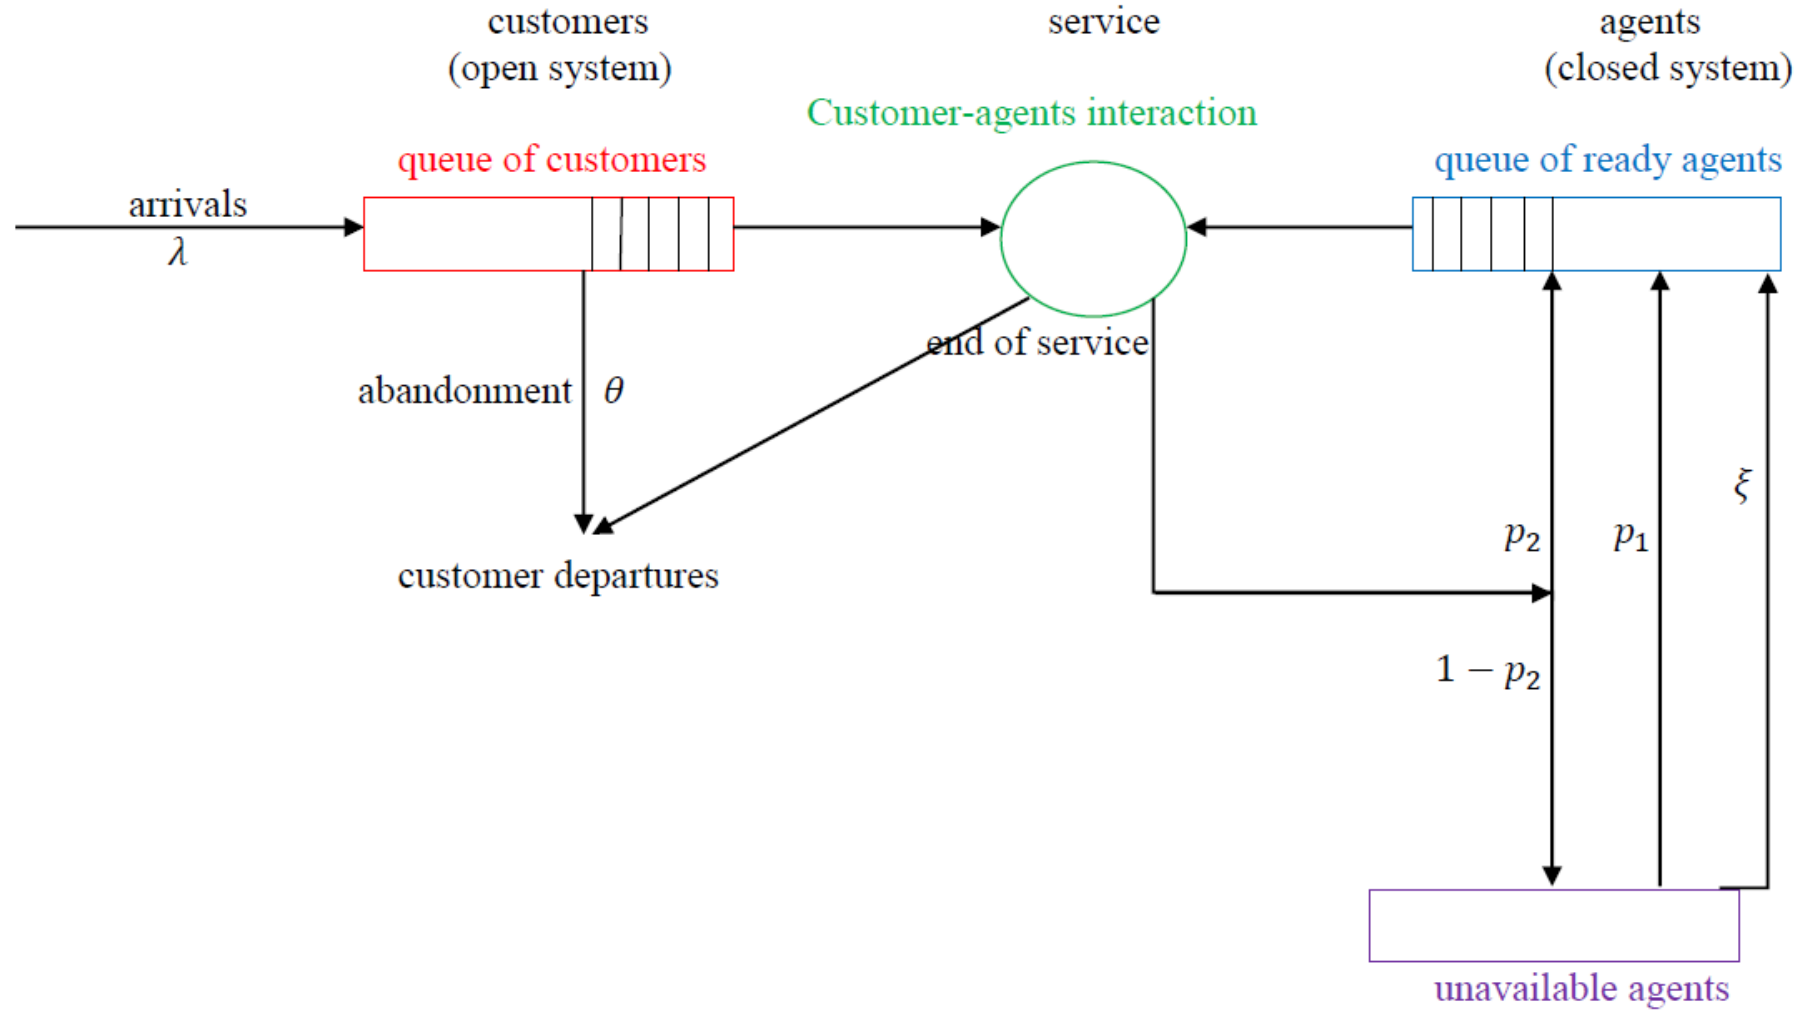 customers
(open system)
service
agents
(closed system)
Customer-agents interaction
queue of customers
queue of ready agents
arrivals
λ
end of service
abandonment
θ
ξ
p₂
p₁
customer departures
1 − p₂
unavailable agents